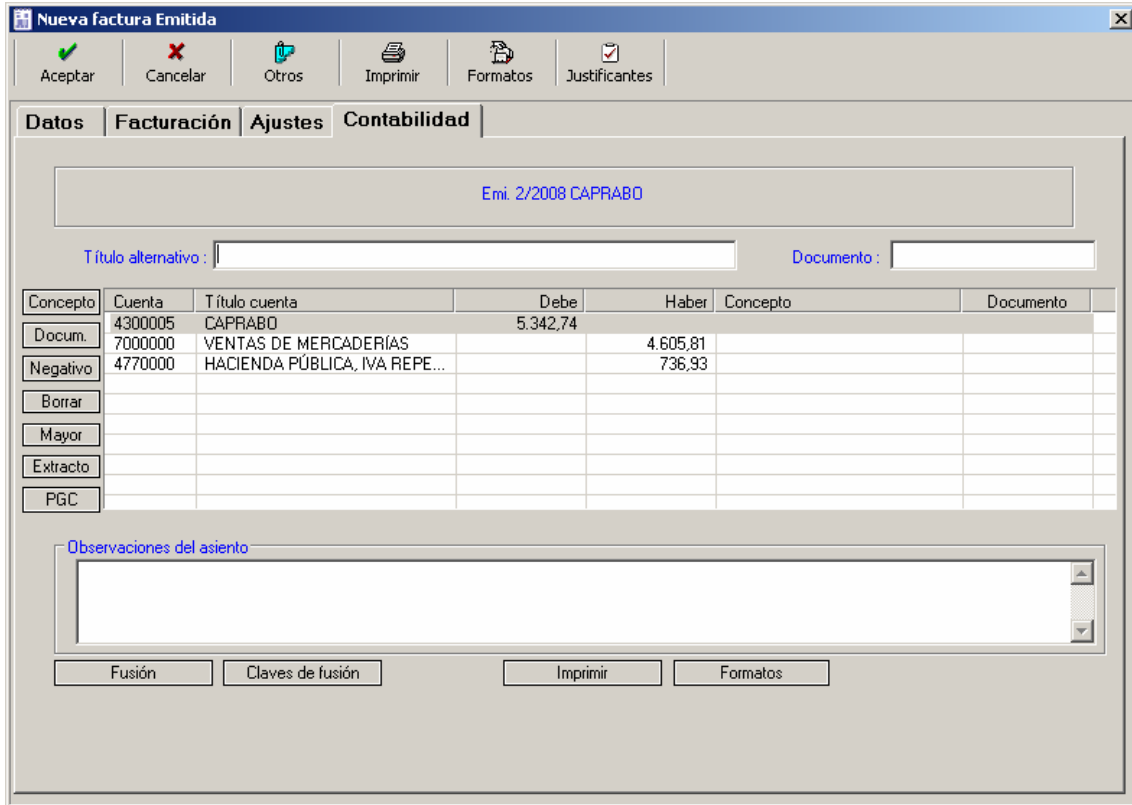 Nueva factura Emitida
Aceptar Cancelar Otros Imprimir Formatos Justificantes
Datos Facturación Ajustes Contabilidad
Emi. 2/2008 CAPRABO
Título alternativo : Documento :
Concepto Cuenta Título cuenta Debe Haber Concepto Documento
4300005 CAPRABO 5.342,74
Docum.
7000000 VENTAS DE MERCADERÍAS 4.605,81
Negativo 4770000 HACIENDA PÚBLICA, IVA REPE... 736,93
Borrar
Mayor
Extracto
PGC
Observaciones del asiento
Fusión Claves de fusión Imprimir Formatos